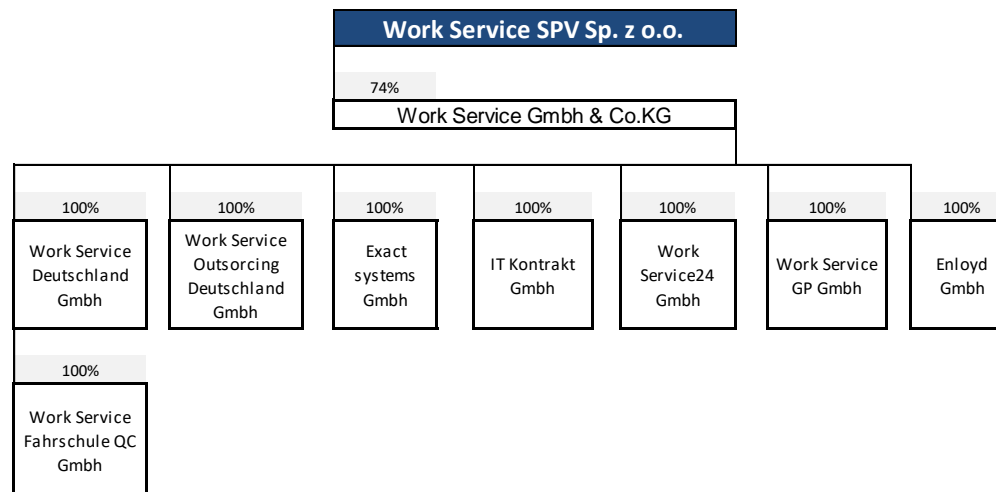 Work Service SPV Sp. z o.o.
74%
Work Service Gmbh & Co.KG
100%
100%
100%
100%
100%
100%
100%
Work Service
Deutschland
Gmbh
Work Service
Outsorcing
Deutschland
Gmbh
Exact
systems
Gmbh
IT Kontrakt
Gmbh
Work
Service24
Gmbh
Work Service
GP Gmbh
Enloyd
Gmbh
100%
Work Service
Fahrschule QC
Gmbh